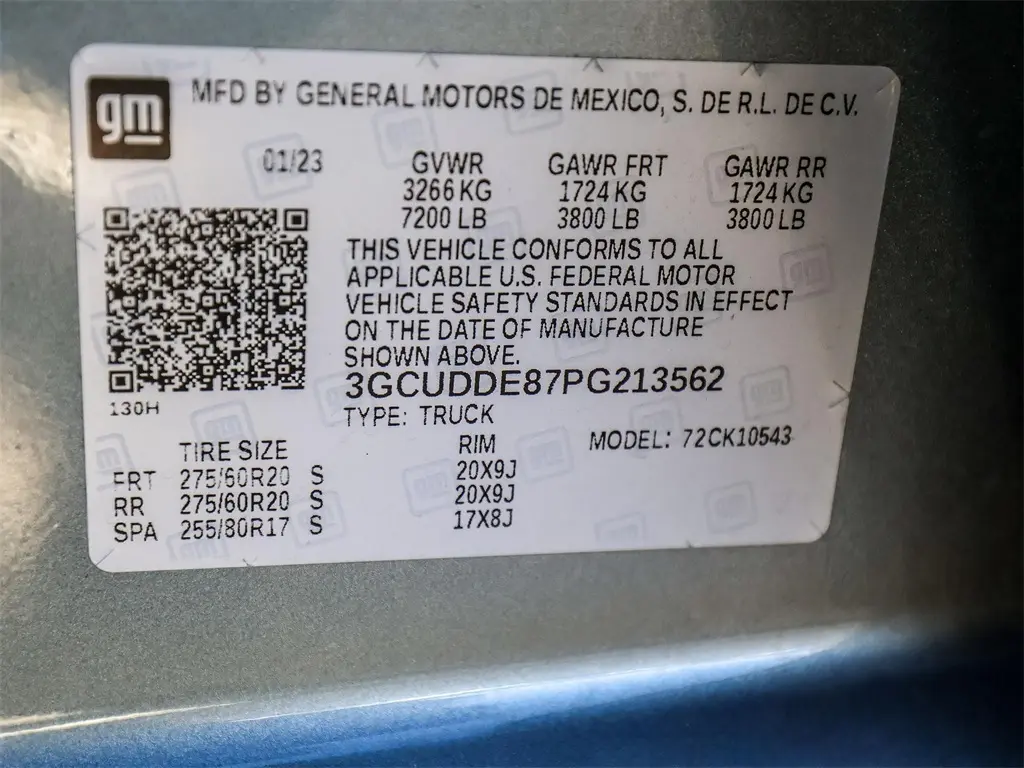 gm
MFD BY GENERAL MOTORS DE MEXICO, S. DE R.L. DE C.V.
01/23 GVWR GAWR FRT GAWR RR
3266 KG 1724 KG 1724 KG
7200 LB 3800 LB 3800 LB
THIS VEHICLE CONFORMS TO ALL
APPLICABLE U.S. FEDERAL MOTOR
VEHICLE SAFETY STANDARDS IN EFFECT
ON THE DATE OF MANUFACTURE
SHOWN ABOVE.
3GCUDDE87PG213562
130H
TYPE: TRUCK
TIRE SIZE RIM MODEL: 72CK10543
FRT 275/60R20 S 20X9J
RR 275/60R20 S 20X9J
SPA 255/80R17 S 17X8J